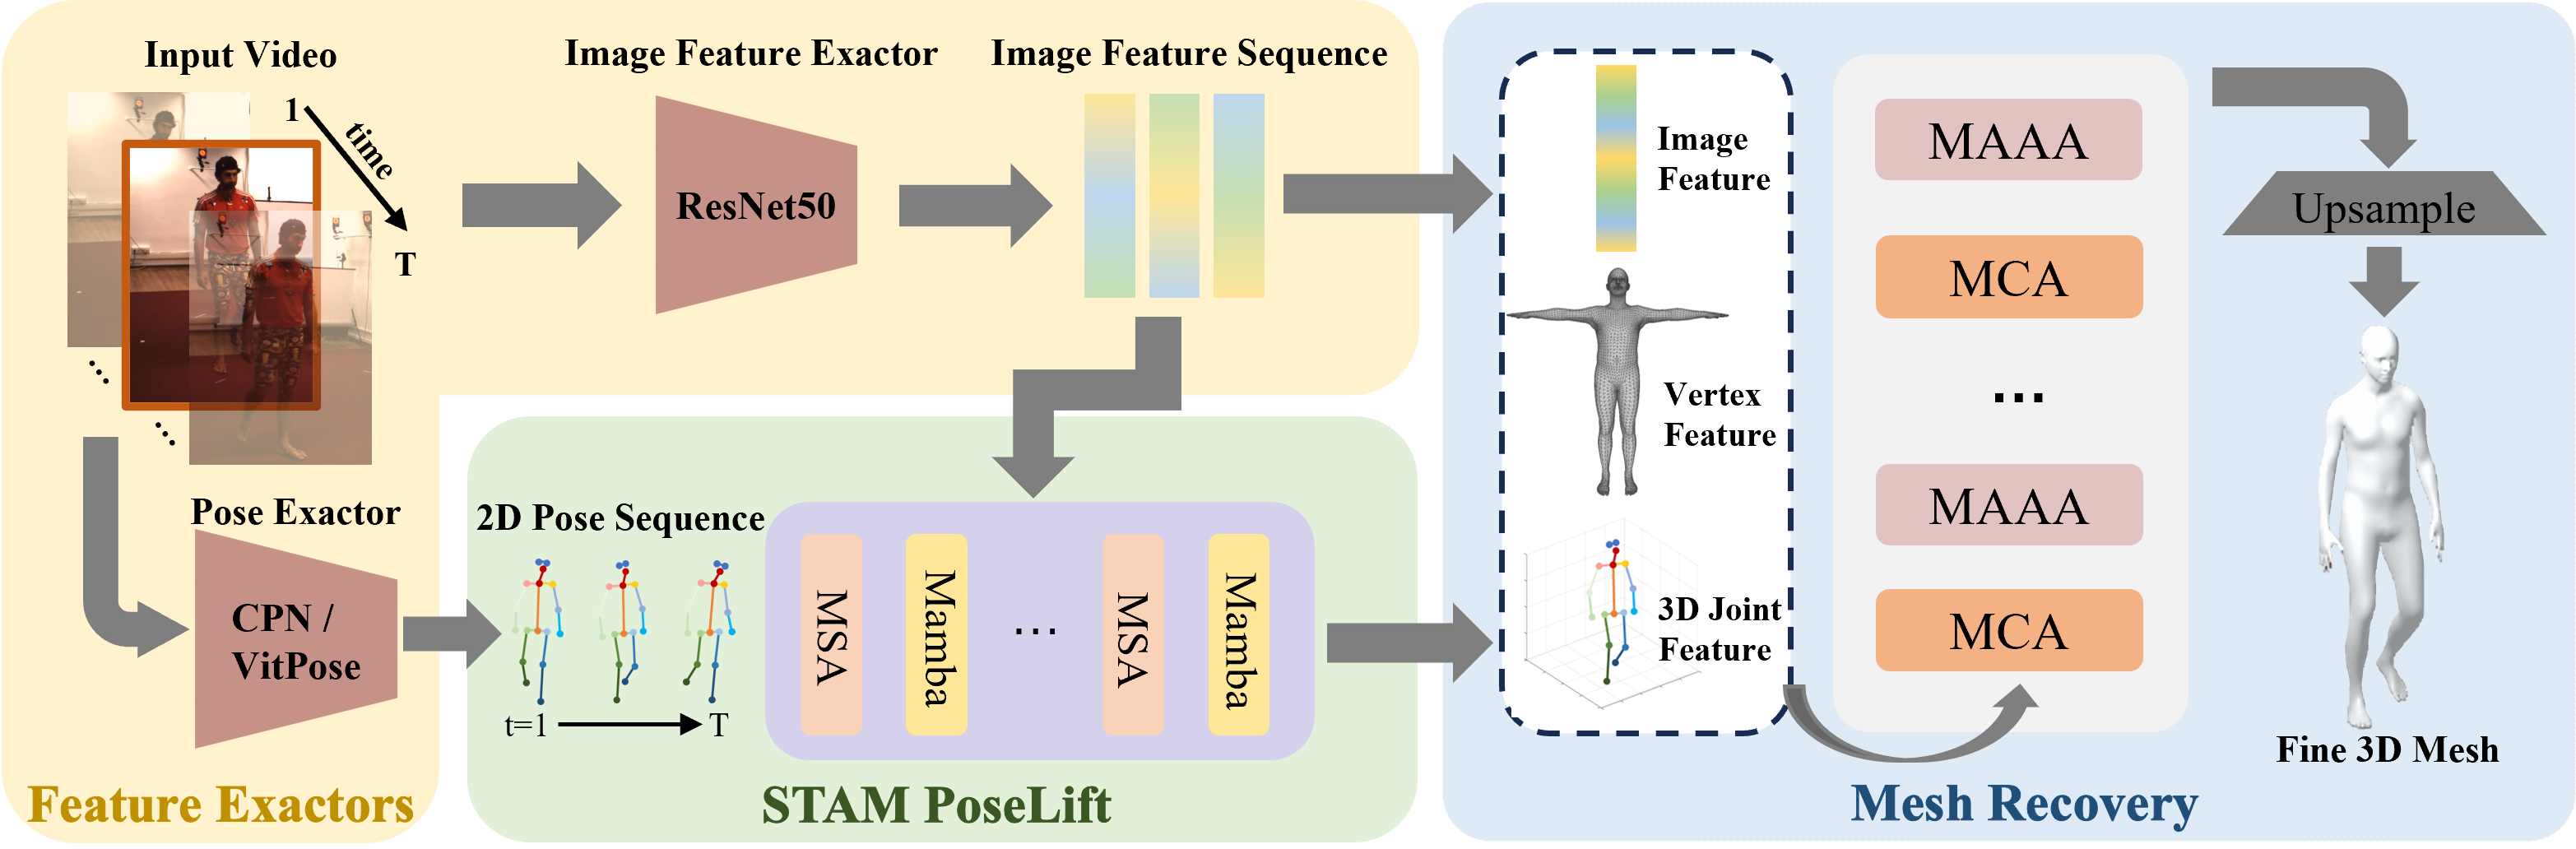 Input Video
1
time
T
Image Feature Exactor
ResNet50
Image Feature Sequence
Pose Exactor
CPN /
VitPose
Feature Exactors
2D Pose Sequence
t=1
T
MSA
Mamba
...
MSA
Mamba
STAM PoseLift
Image
Feature
Vertex
Feature
3D Joint
Feature
MAAA
MCA
...
MAAA
MCA
Upsample
Fine 3D Mesh
Mesh Recovery